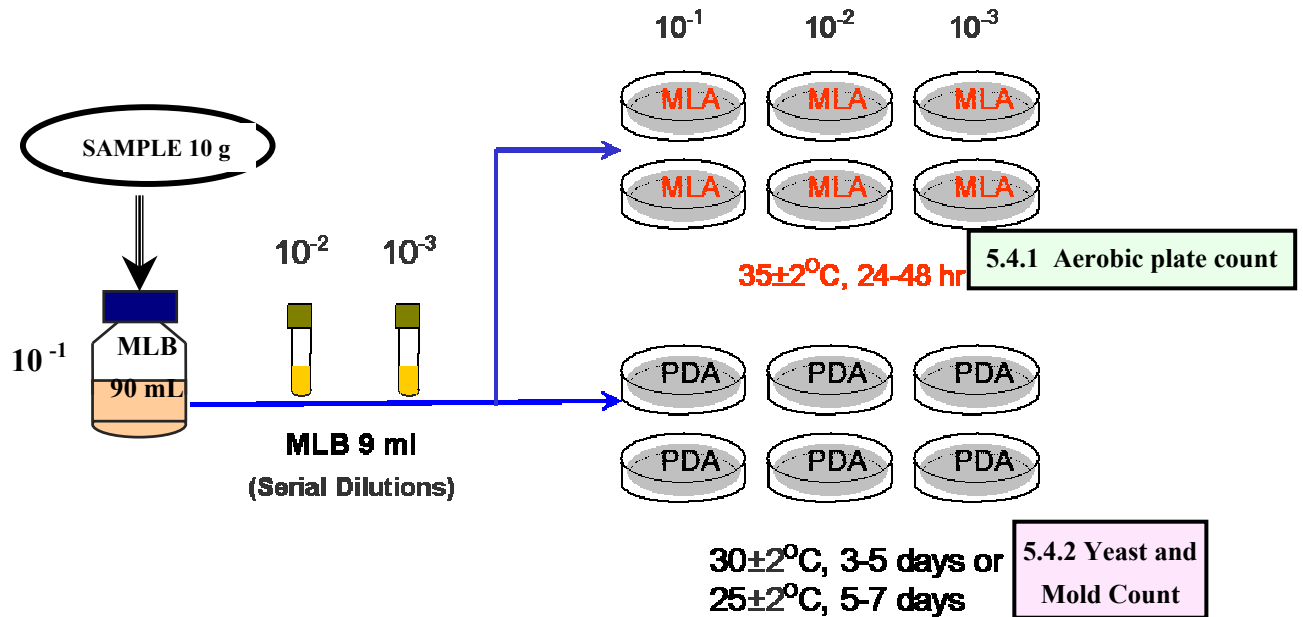 10⁻¹ 10⁻² 10⁻³
MLA MLA MLA
MLA MLA MLA
35±2°C, 24-48 hr
5.4.1 Aerobic plate count
SAMPLE 10 g
10⁻² 10⁻³
10 ⁻¹
MLB
90 mL
MLB 9 ml
(Serial Dilutions)
PDA PDA PDA
PDA PDA PDA
30±2°C, 3-5 days or
25±2°C, 5-7 days
5.4.2 Yeast and
Mold Count